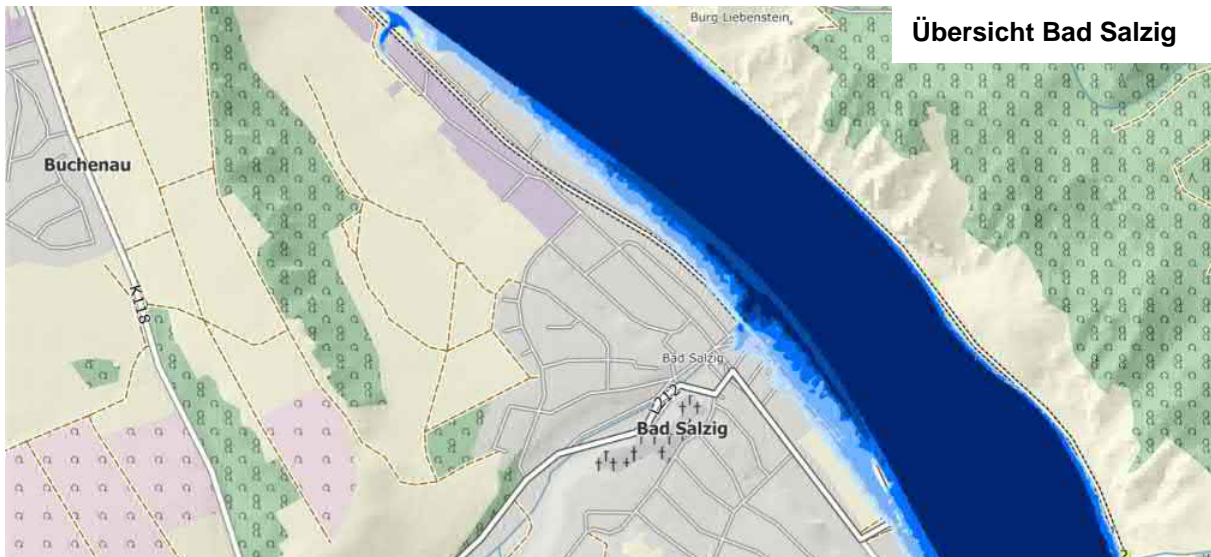 Burg Liebenstein
Übersicht Bad Salzig
Buchenau
K118
Bad Salzig
L212
Bad Salzig